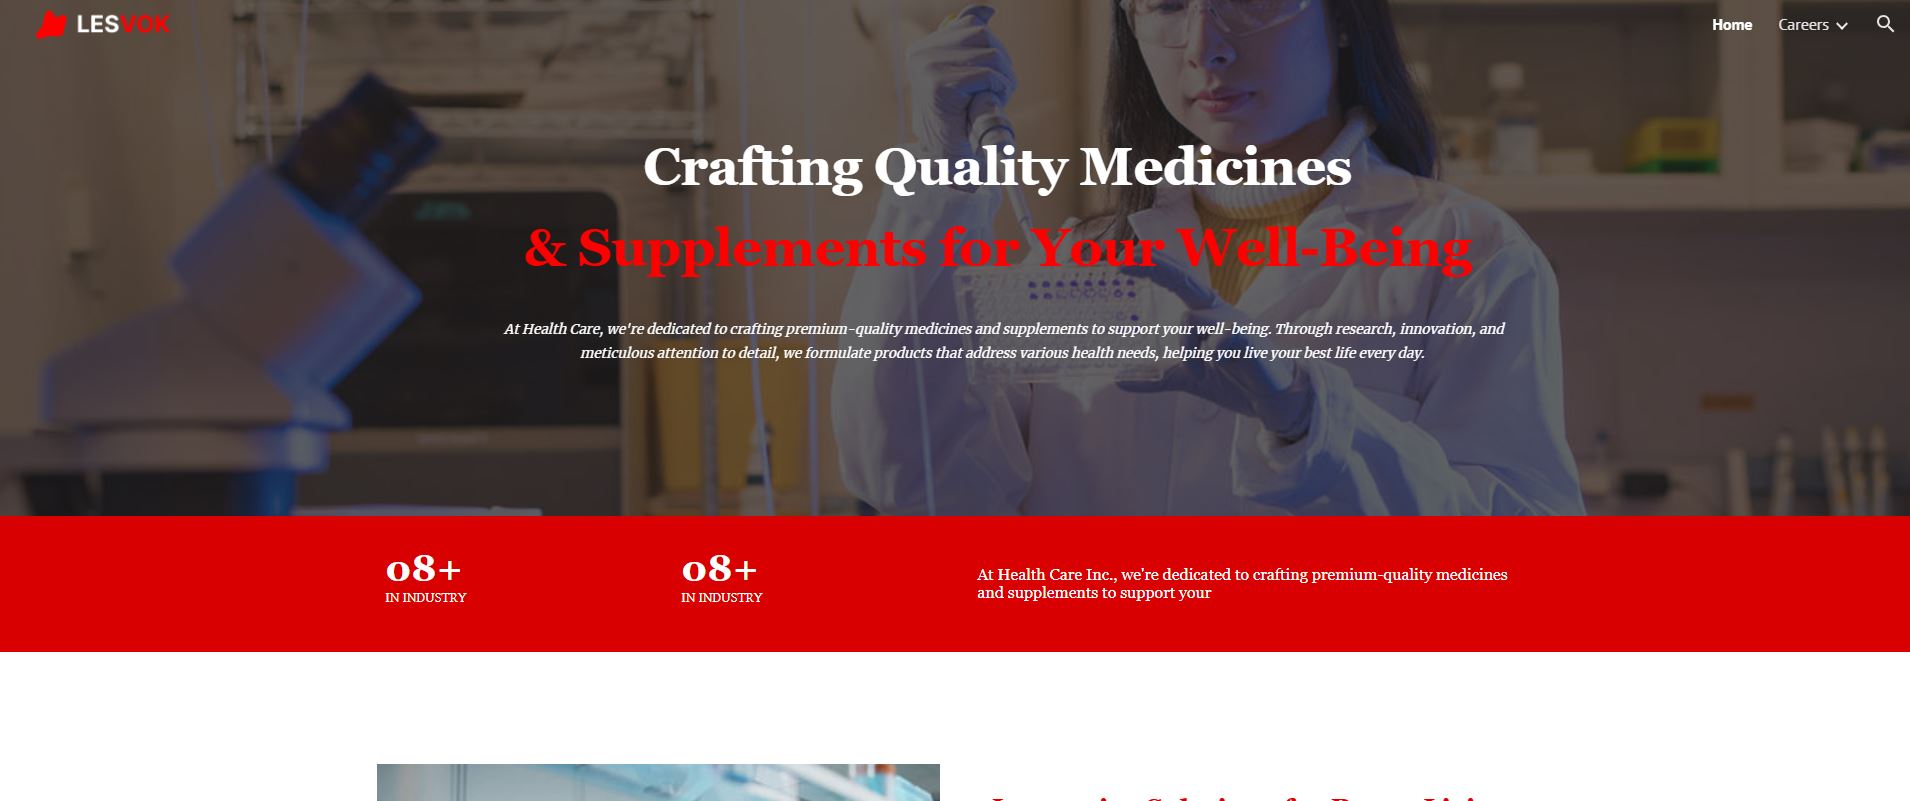 LESVOK
Home
Careers
Crafting Quality Medicines
& Supplements for Your Well-Being
At Health Care, we're dedicated to crafting premium-quality medicines and supplements to support your well-being. Through research, innovation, and
meticulous attention to detail, we formulate products that address various health needs, helping you live your best life every day.
08+
IN INDUSTRY
08+
IN INDUSTRY
At Health Care Inc., we're dedicated to crafting premium-quality medicines
and supplements to support your